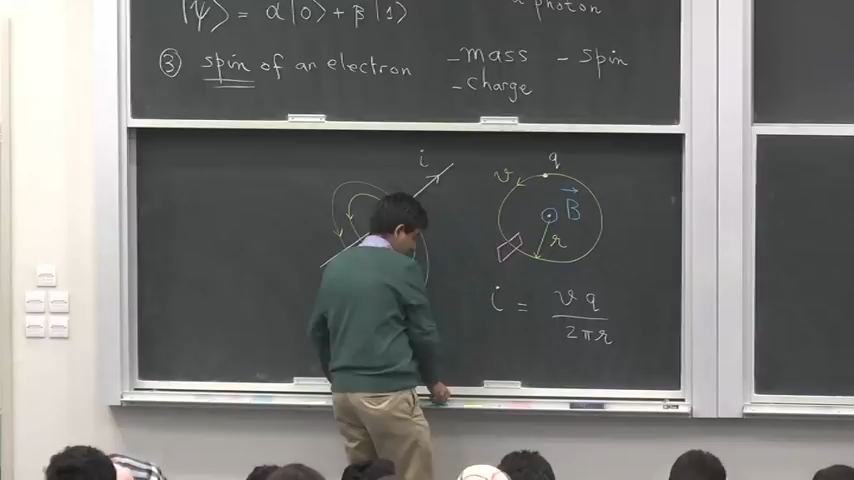 |ψ⟩ = α|0⟩ + β|1⟩
photon
③ spin of an electron - mass - spin
- charge
i
q
v
B
r
i = vq / 2πr